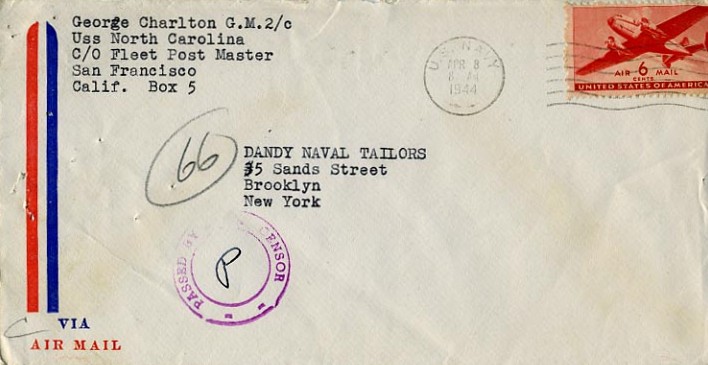 George Charlton G.M.2/c
Uss North Carolina
C/O Fleet Post Master
San Francisco
Calif. Box 5
U.S. NAVY
APR 8
8 AM
1944
AIR 6 MAIL
CENTS
UNITED STATES OF AMERICA
66
DANDY NAVAL TAILORS
35 Sands Street
Brooklyn
New York
PASSED BY CENSOR
P
VIA
AIR MAIL